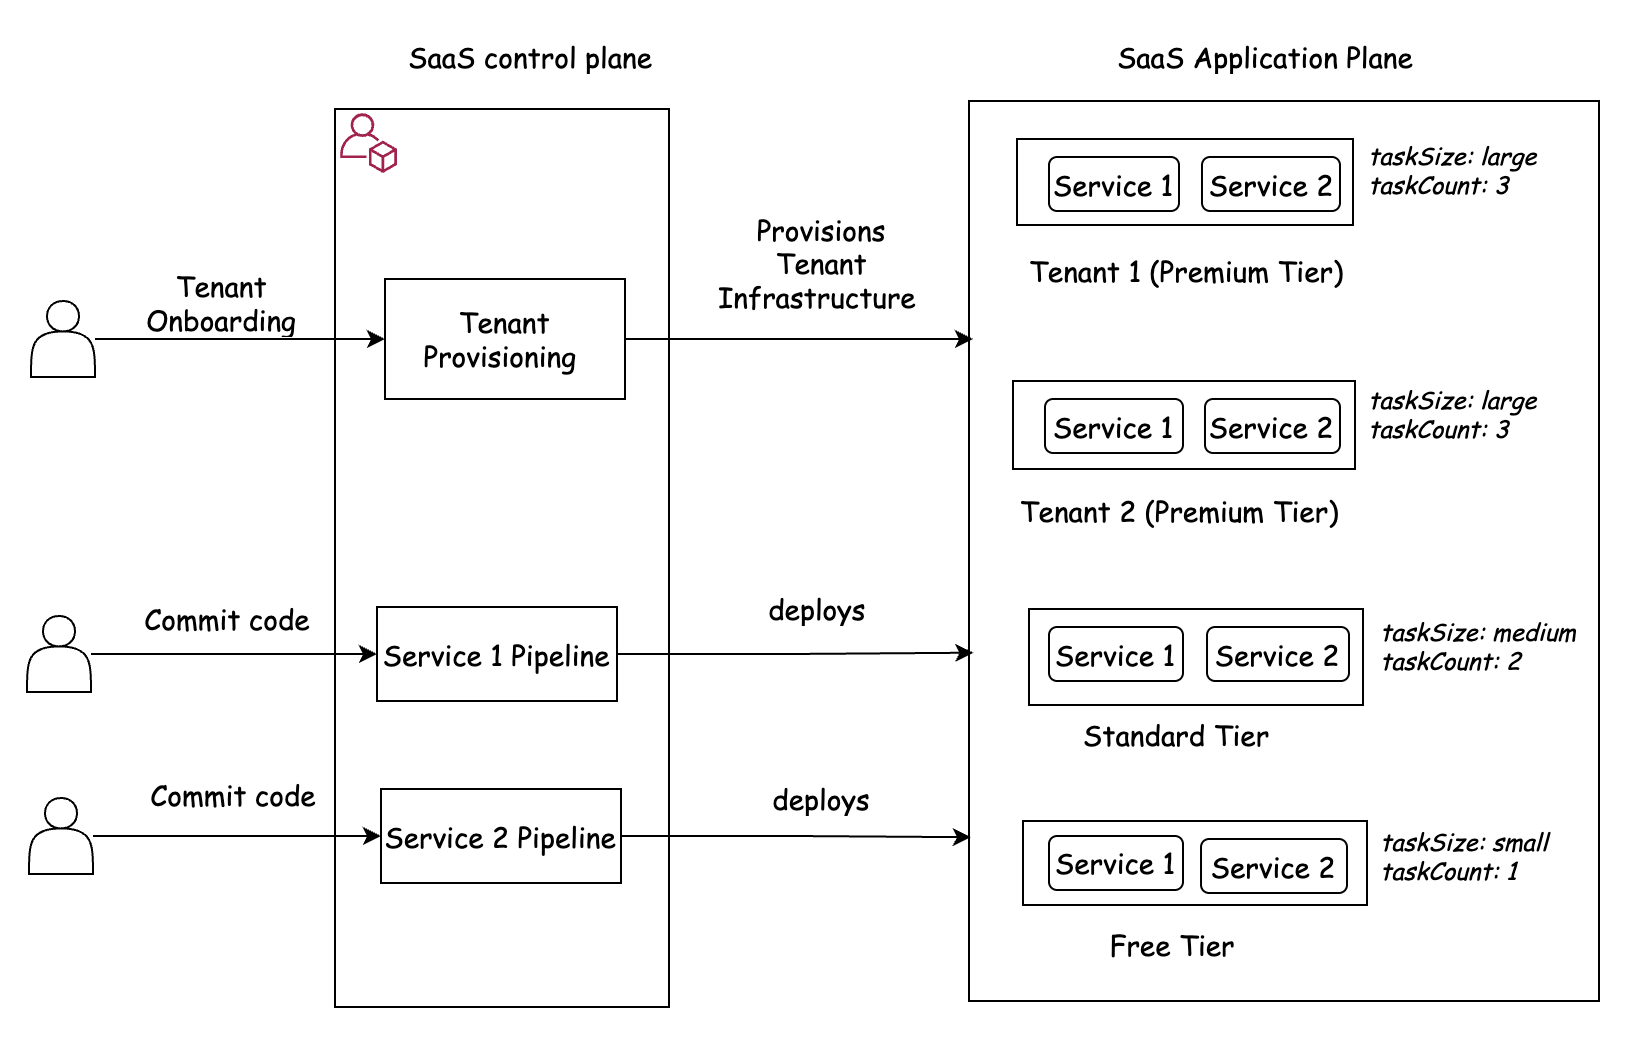 SaaS control plane
SaaS Application Plane
Tenant
Onboarding
Tenant
Provisioning
Provisions
Tenant
Infrastructure
Service 1
Service 2
taskSize: large
taskCount: 3
Tenant 1 (Premium Tier)
Service 1
Service 2
taskSize: large
taskCount: 3
Tenant 2 (Premium Tier)
Commit code
Service 1 Pipeline
deploys
Service 1
Service 2
taskSize: medium
taskCount: 2
Standard Tier
Commit code
Service 2 Pipeline
deploys
Service 1
Service 2
taskSize: small
taskCount: 1
Free Tier